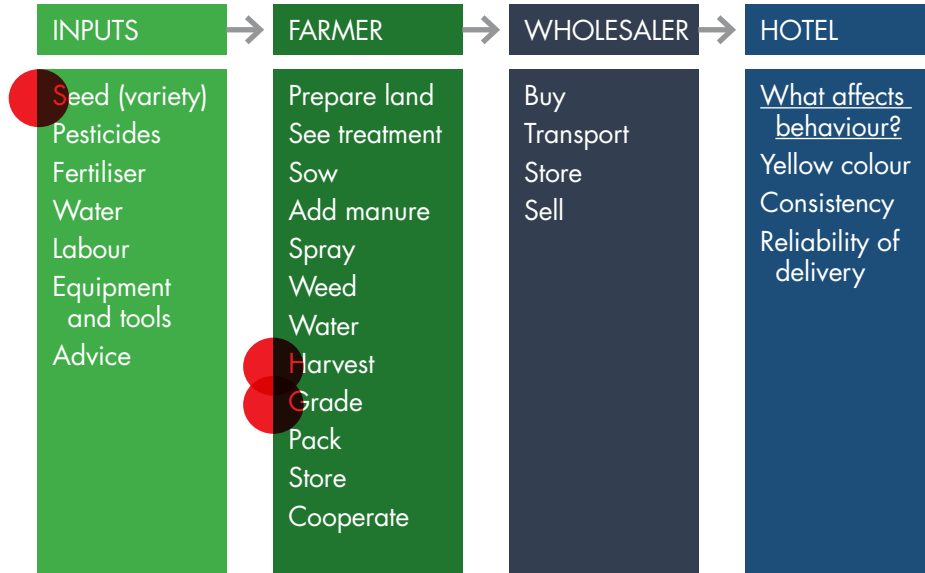 INPUTS
Seed (variety)
Pesticides
Fertiliser
Water
Labour
Equipment
and tools
Advice
FARMER
Prepare land
See treatment
Sow
Add manure
Spray
Weed
Water
Harvest
Grade
Pack
Store
Cooperate
WHOLESALER
Buy
Transport
Store
Sell
HOTEL
What affects
behaviour?
Yellow colour
Consistency
Reliability of
delivery